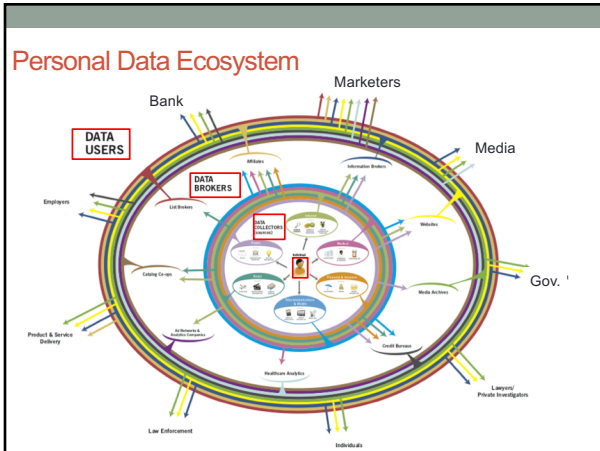 Personal Data Ecosystem
Marketers
Bank
DATA
USERS
Media
Affiliates
Information Brokers
DATA
BROKERS
Employers
List Brokers
DATA
COLLECTORS
(sources)
Websites
Individual
Catalog Co-ops
Media Archives
Gov.
Product & Service
Delivery
Ad Networks &
Analytics Companies
Credit Bureaus
Healthcare Analytics
Lawyers/
Private Investigators
Law Enforcement
Individuals